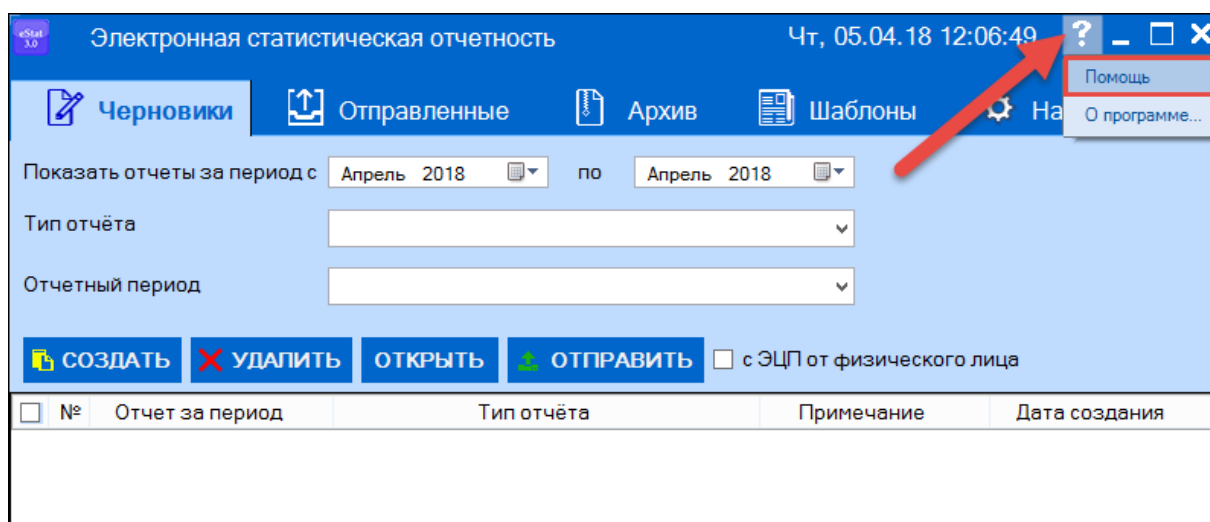 eStat
3.0
Электронная статистическая отчетность Чт, 05.04.18 12:06:49 ?
Помощь
О программе...
Черновики Отправленные Архив Шаблоны На
Показать отчеты за период с Апрель 2018 по Апрель 2018
Тип отчёта
Отчетный период
СОЗДАТЬ УДАЛИТЬ ОТКРЫТЬ ОТПРАВИТЬ с ЭЦП от физического лица
№ Отчет за период Тип отчёта Примечание Дата создания